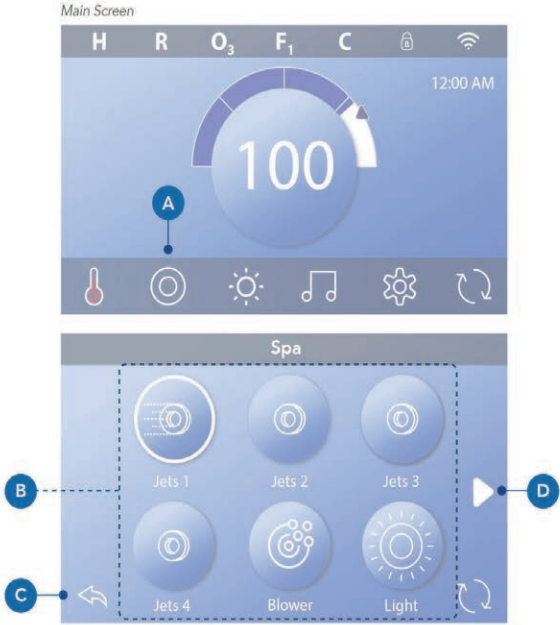 Main Screen
H R O3 F1 C B
12:00 AM
100
A
Spa
Jets 1 Jets 2 Jets 3
B
D
Jets 4 Blower Light
C